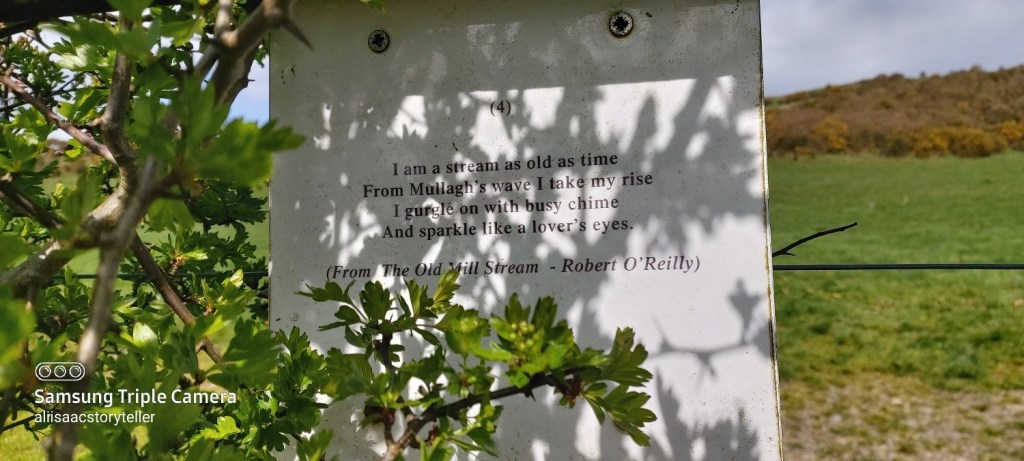 (4)
I am a stream as old as time
From Mullagh's wave I take my rise
I gurgle on with busy chime
And sparkle like a lover's eyes.
(From The Old Mill Stream - Robert O'Reilly)
Samsung Triple Camera
aliisaacstoryteller